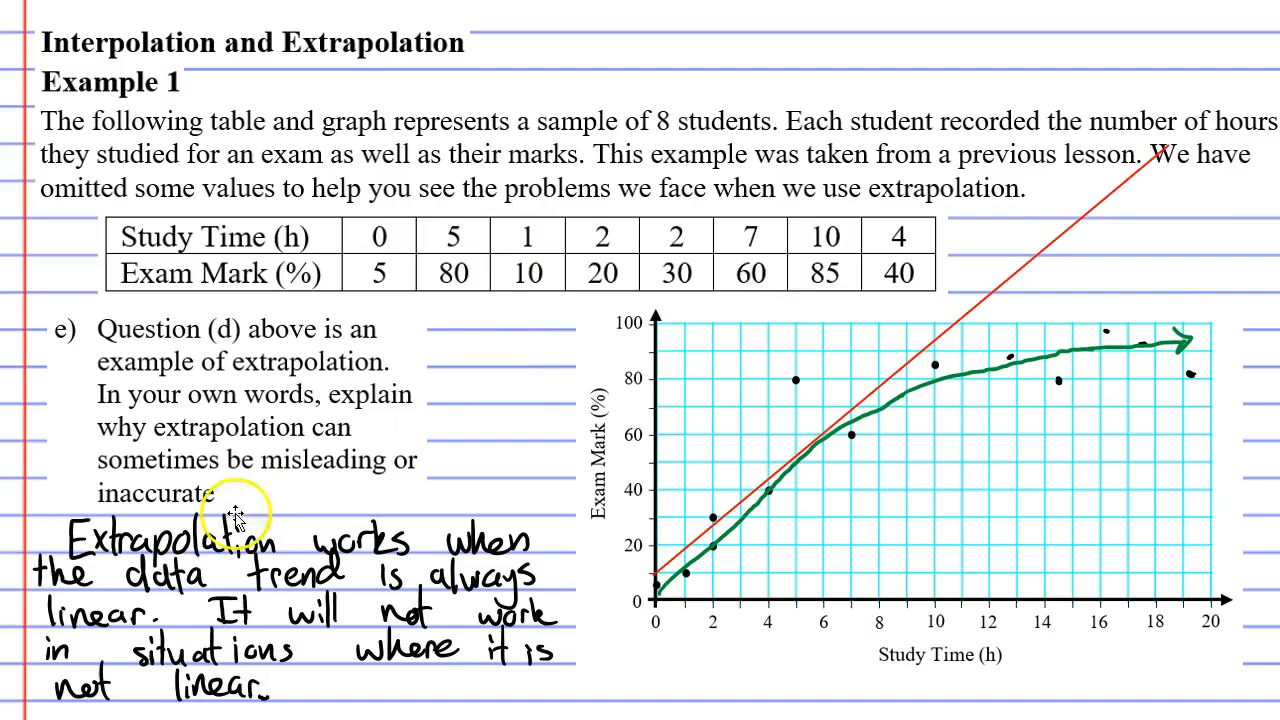 Interpolation and Extrapolation
Example 1
The following table and graph represents a sample of 8 students. Each student recorded the number of hours
they studied for an exam as well as their marks. This example was taken from a previous lesson. We have
omitted some values to help you see the problems we face when we use extrapolation.
Study Time (h) 0 5 1 2 2 7 10 4
Exam Mark (%) 5 80 10 20 30 60 85 40
e) Question (d) above is an
example of extrapolation.
In your own words, explain
why extrapolation can
sometimes be misleading or
inaccurate
Extrapolation works when
the data trend is always
linear. It will not work
in situations where it is
not linear.
100
80
60
40
20
0
Exam Mark (%)
0 2 4 6 8 10 12 14 16 18 20
Study Time (h)